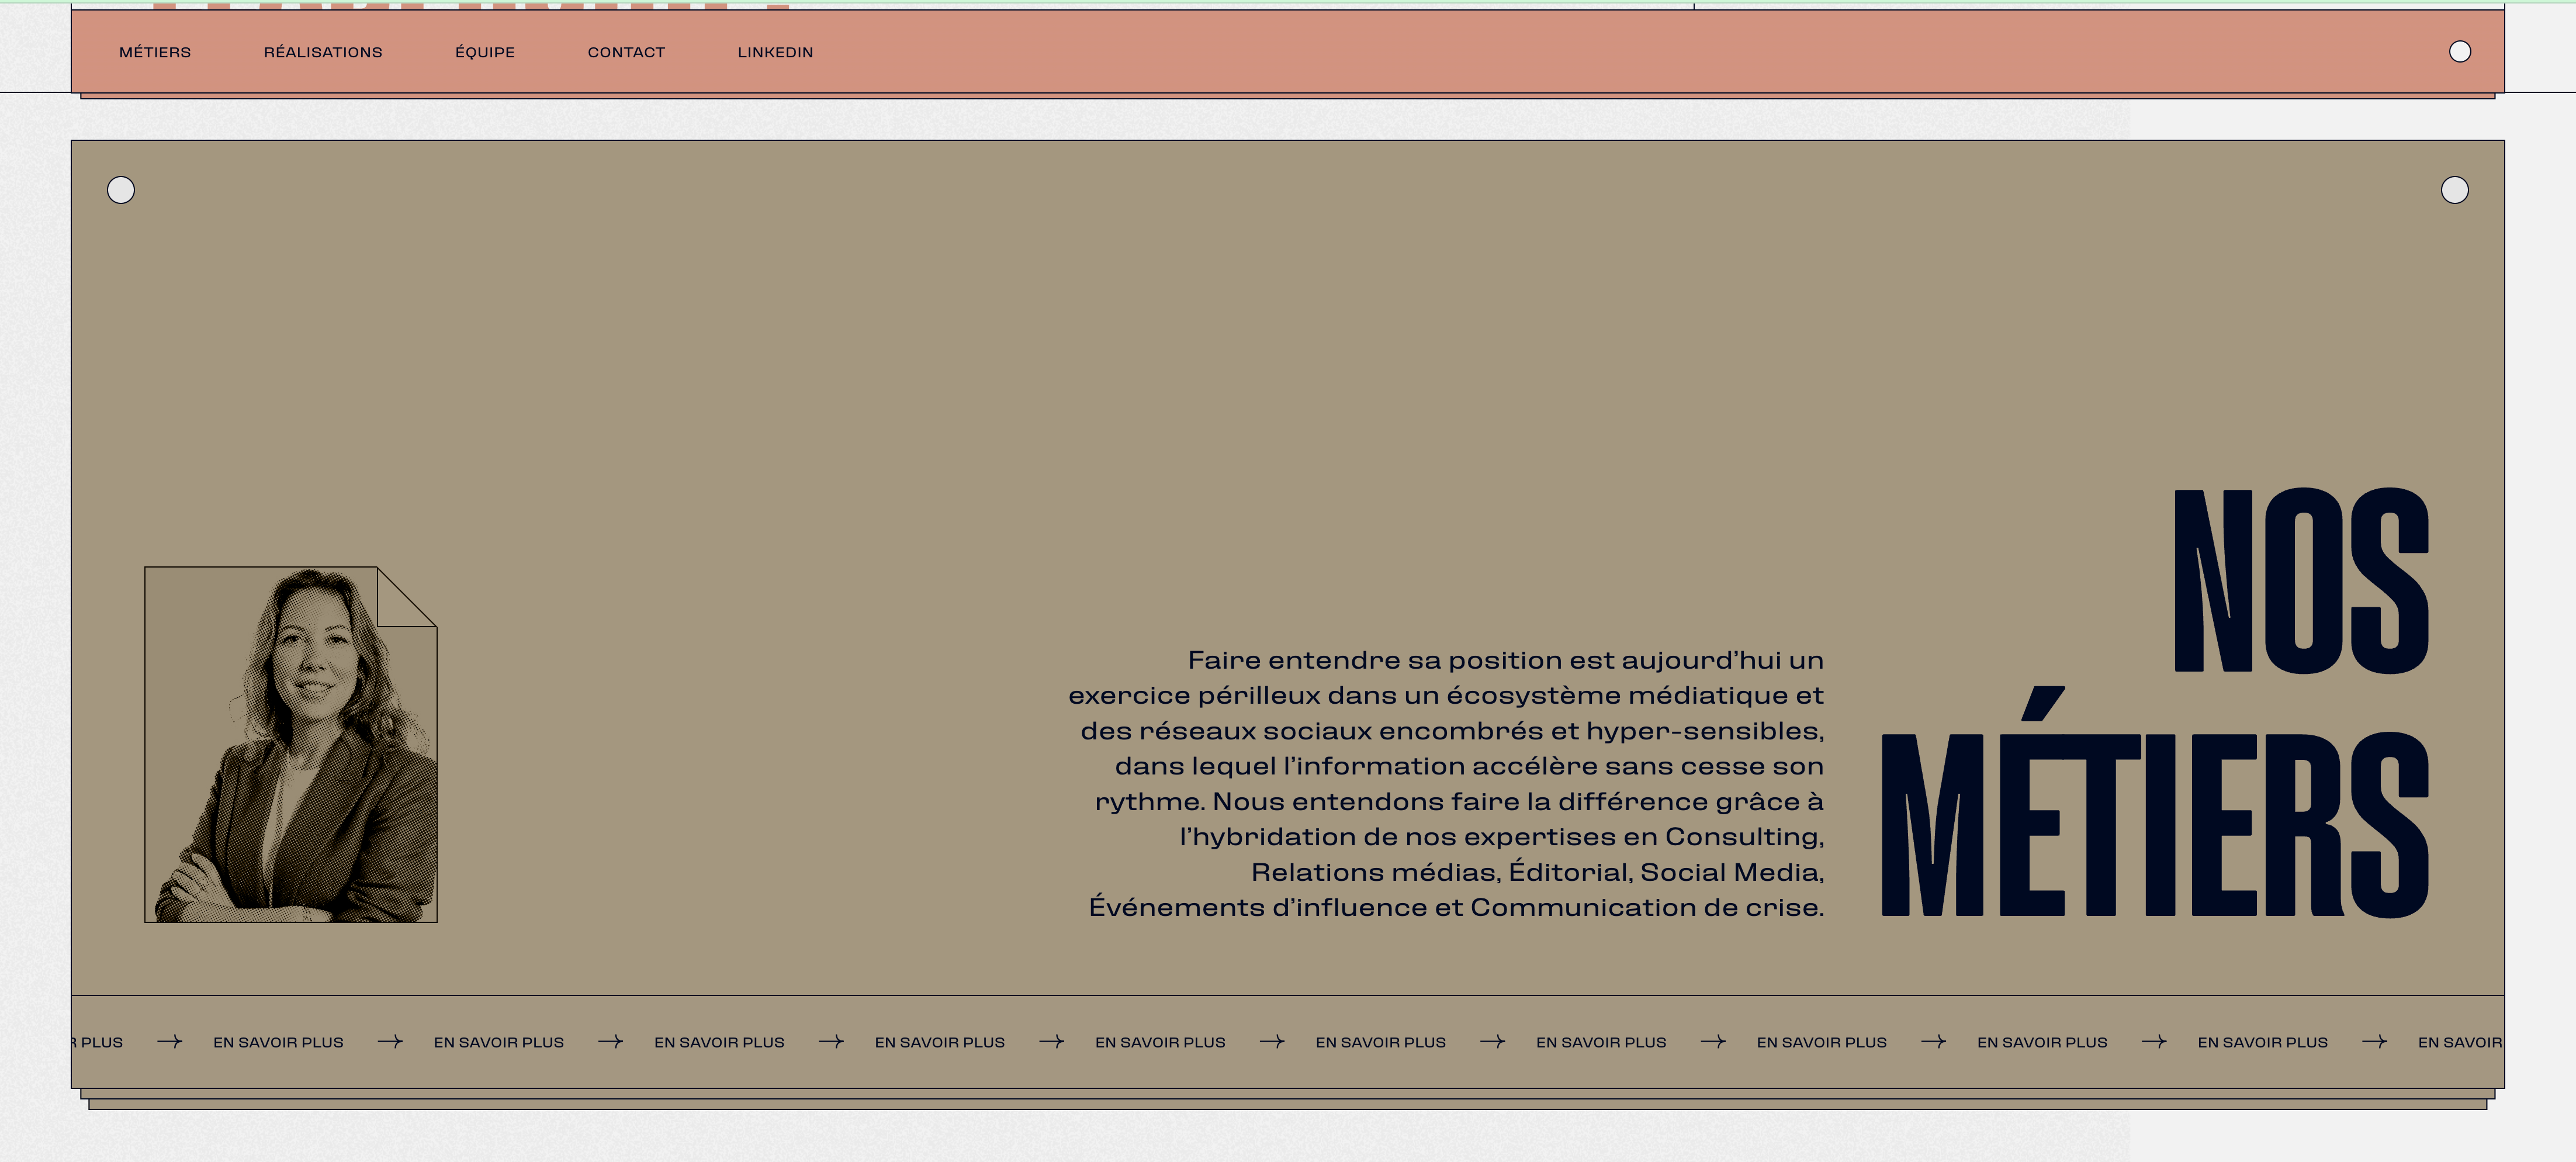 MÉTIERS RÉALISATIONS ÉQUIPE CONTACT LINKEDIN
NOS
MÉTIERS
Faire entendre sa position est aujourd’hui un
exercice périlleux dans un écosystème médiatique et
des réseaux sociaux encombrés et hyper-sensibles,
dans lequel l’information accélère sans cesse son
rythme. Nous entendons faire la différence grâce à
l’hybridation de nos expertises en Consulting,
Relations médias, Éditorial, Social Media,
Événements d’influence et Communication de crise.
PLUS → EN SAVOIR PLUS → EN SAVOIR PLUS → EN SAVOIR PLUS → EN SAVOIR PLUS → EN SAVOIR PLUS → EN SAVOIR PLUS → EN SAVOIR PLUS → EN SAVOIR PLUS → EN SAVOIR PLUS → EN SAVOIR PLUS → EN SAVOIR